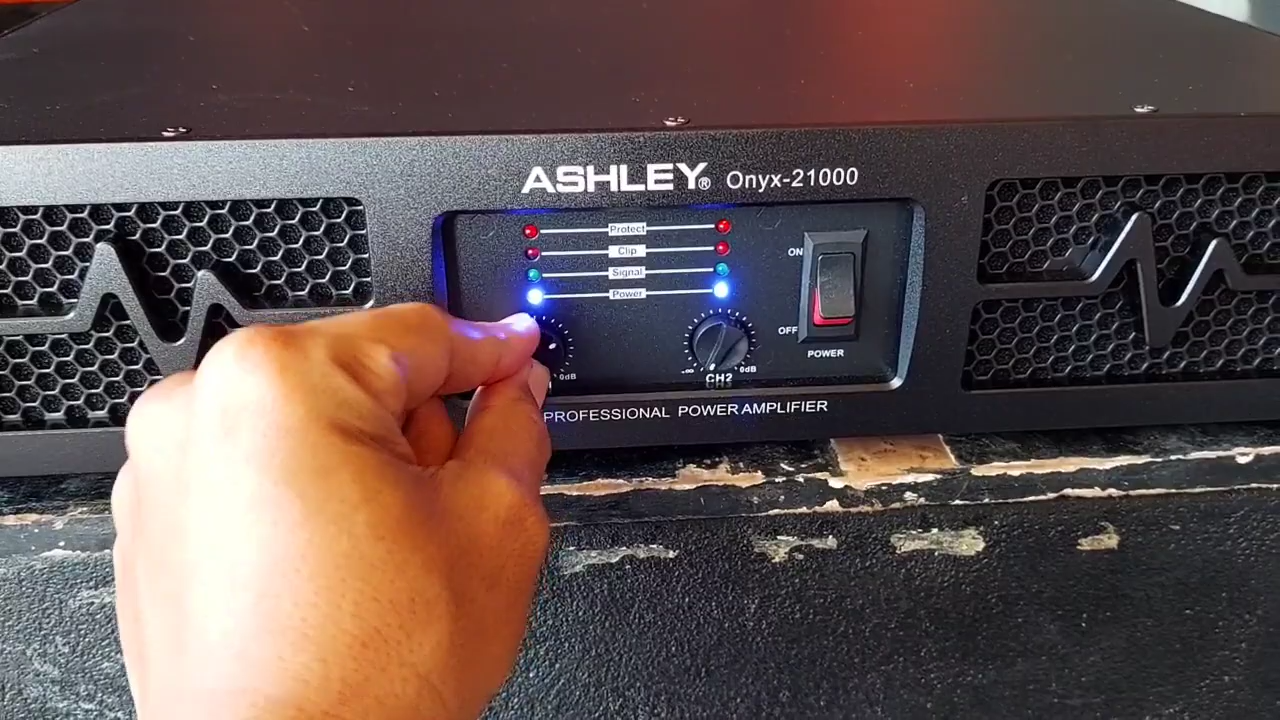 ASHLEY® Onyx-21000
Protect
Clip
Signal
Power
ON
OFF
POWER
0dB
-∞ 0dB
CH2
PROFESSIONAL POWER AMPLIFIER